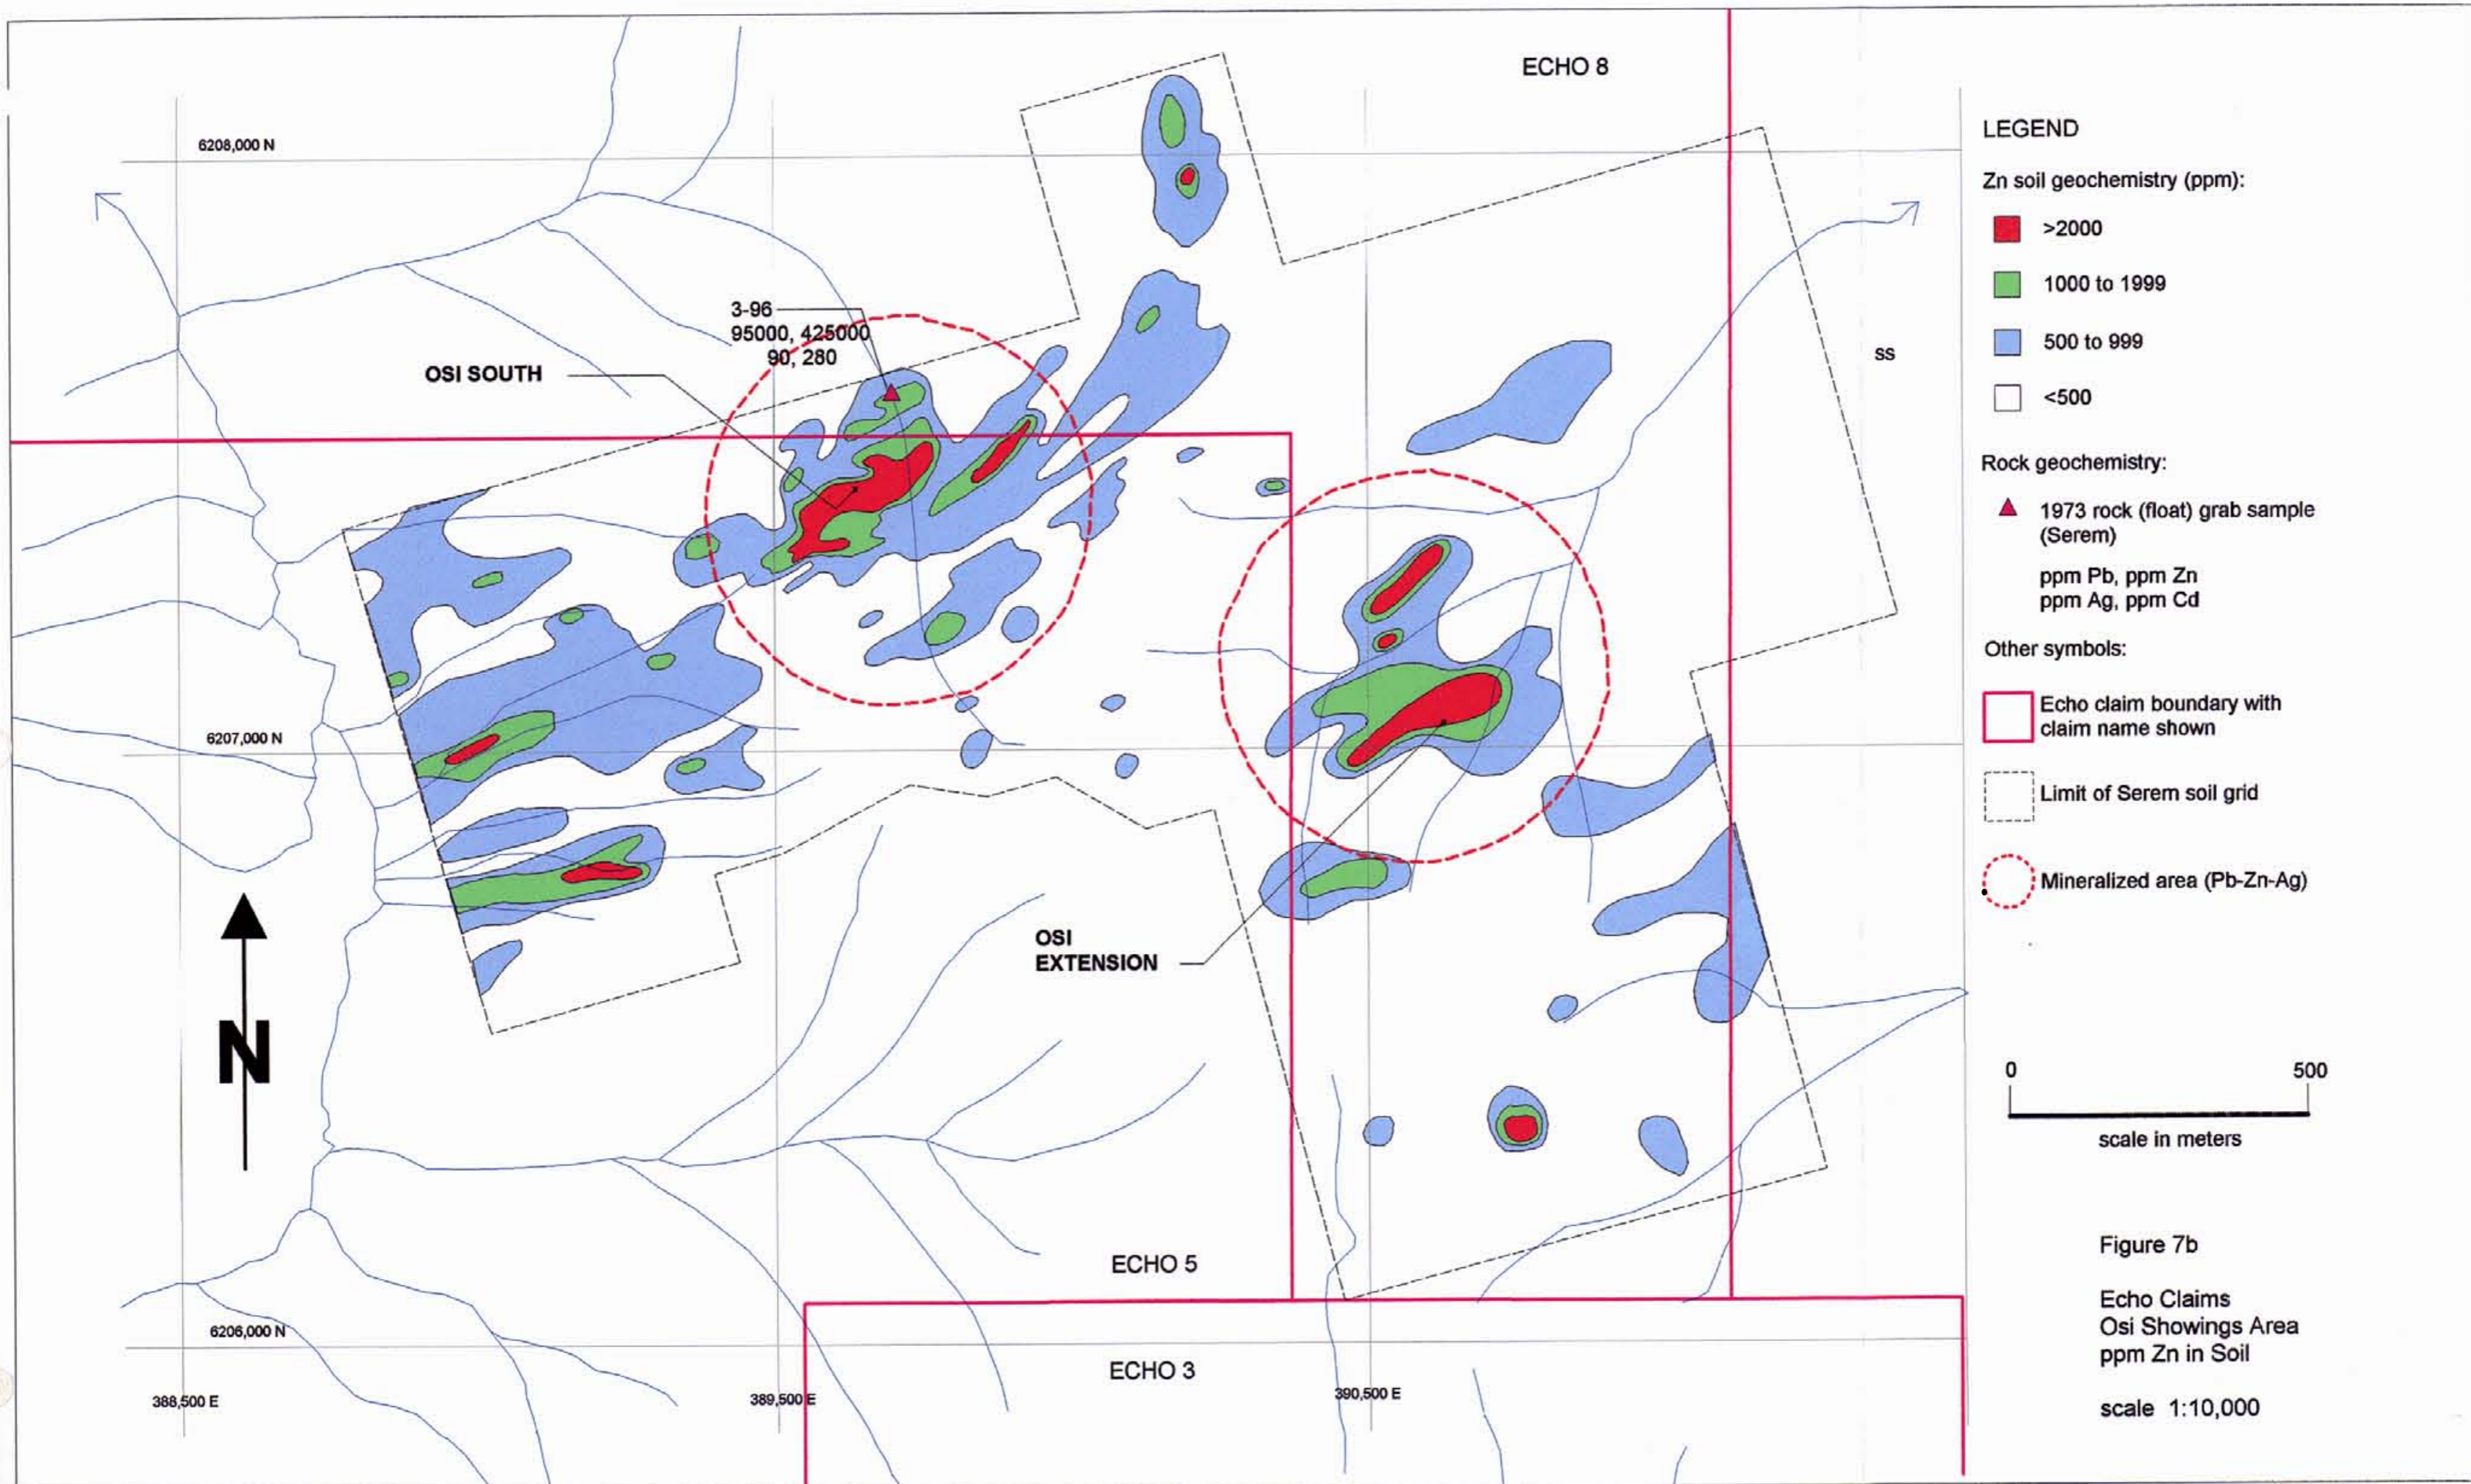 ECHO 8
6208,000 N
3-96
95000, 425000
90, 280
OSI SOUTH
SS
6207,000 N
OSI
EXTENSION
N
ECHO 5
6206,000 N
ECHO 3
388,500 E
389,500 E
390,500 E
LEGEND
Zn soil geochemistry (ppm):
>2000
1000 to 1999
500 to 999
<500
Rock geochemistry:
1973 rock (float) grab sample
(Serem)
ppm Pb, ppm Zn
ppm Ag, ppm Cd
Other symbols:
Echo claim boundary with
claim name shown
Limit of Serem soil grid
Mineralized area (Pb-Zn-Ag)
0 500
scale in meters
Figure 7b
Echo Claims
Osi Showings Area
ppm Zn in Soil
scale 1:10,000